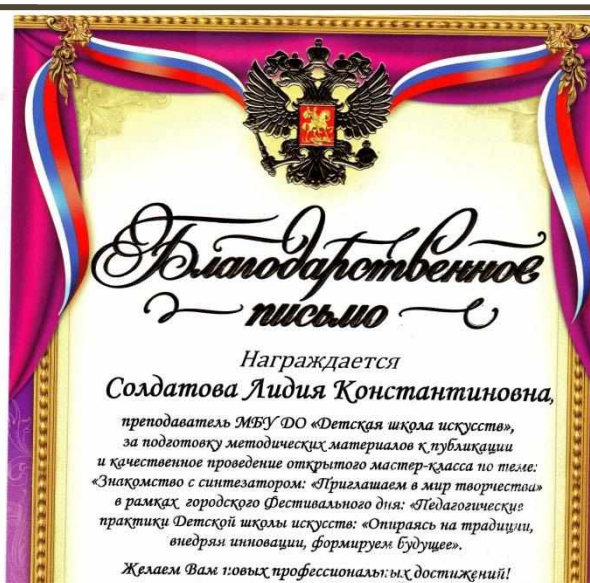 Благодарственное
письмо
Награждается
Солдатова Лидия Константиновна,
преподаватель МБУ ДО «Детская школа искусств»,
за подготовку методических материалов к публикации
и качественное проведение открытого мастер-класса по теме:
«Знакомство с синтезатором: «Приглашаем в мир творчества»
в рамках городского Фестивального дня: «Педагогические
практики Детской школы искусств: «Опираясь на традиции,
внедряя инновации, формируем будущее».
Желаем Вам новых профессиональных достижений!